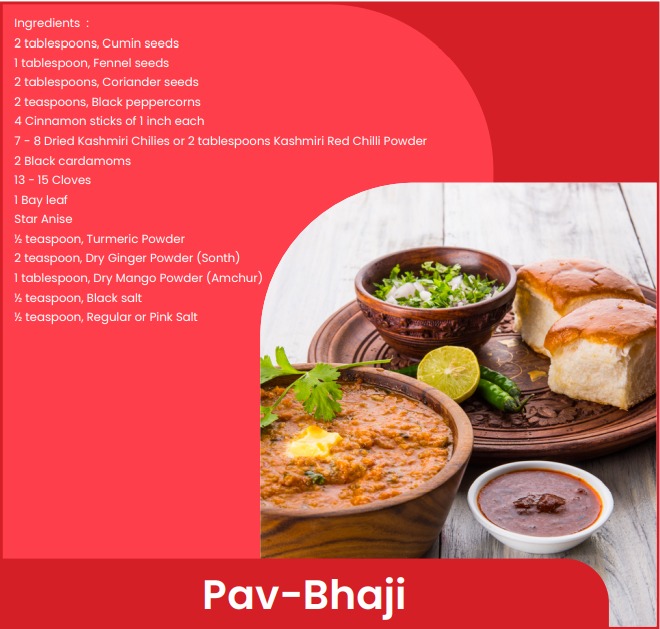 Ingredients :
2 tablespoons, Cumin seeds
1 tablespoon, Fennel seeds
2 tablespoons, Coriander seeds
2 teaspoons, Black peppercorns
4 Cinnamon sticks of 1 inch each
7 - 8 Dried Kashmiri Chilies or 2 tablespoons Kashmiri Red Chilli Powder
2 Black cardamoms
13 - 15 Cloves
1 Bay leaf
Star Anise
½ teaspoon, Turmeric Powder
2 teaspoon, Dry Ginger Powder (Sonth)
1 tablespoon, Dry Mango Powder (Amchur)
½ teaspoon, Black salt
½ teaspoon, Regular or Pink Salt
Pav-Bhaji